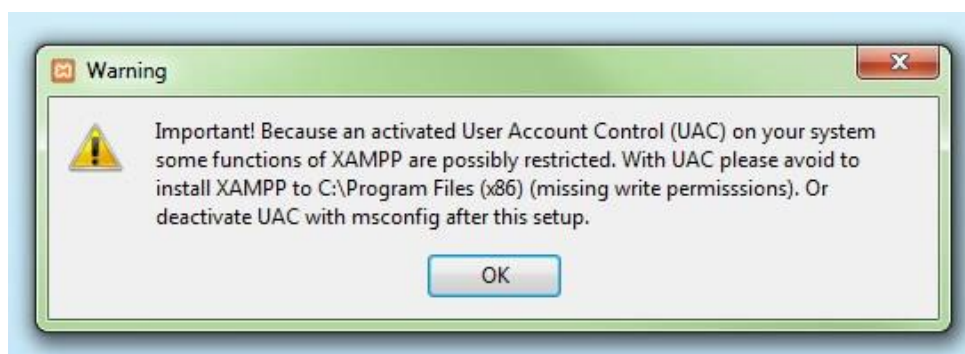 Warning
Important! Because an activated User Account Control (UAC) on your system
some functions of XAMPP are possibly restricted. With UAC please avoid to
install XAMPP to C:\Program Files (x86) (missing write permisssions). Or
deactivate UAC with msconfig after this setup.
OK